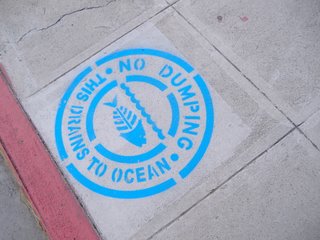 • NO DUMPING •
THIS DRAINS TO OCEAN